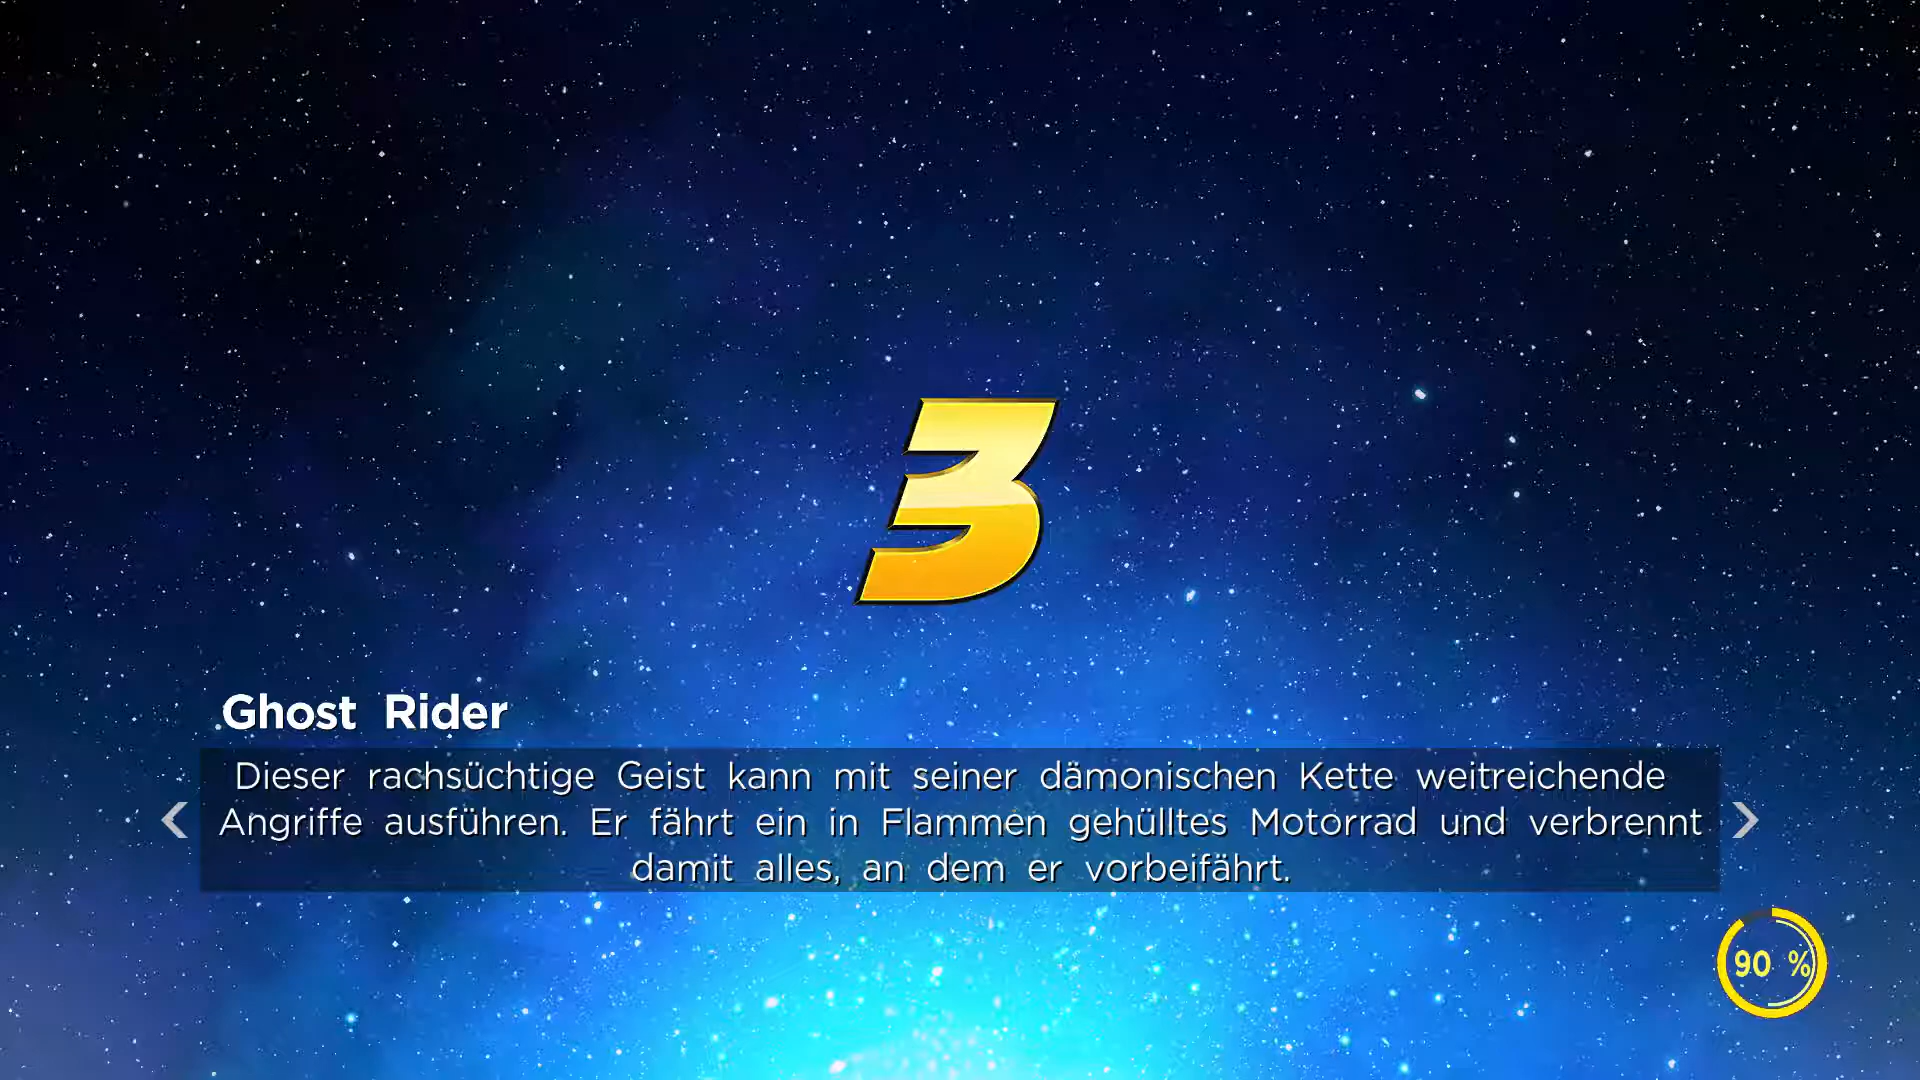 3
Ghost Rider
Dieser rachsüchtige Geist kann mit seiner dämonischen Kette weitreichende
Angriffe ausführen. Er fährt ein in Flammen gehülltes Motorrad und verbrennt
damit alles, an dem er vorbeifährt.
90 %